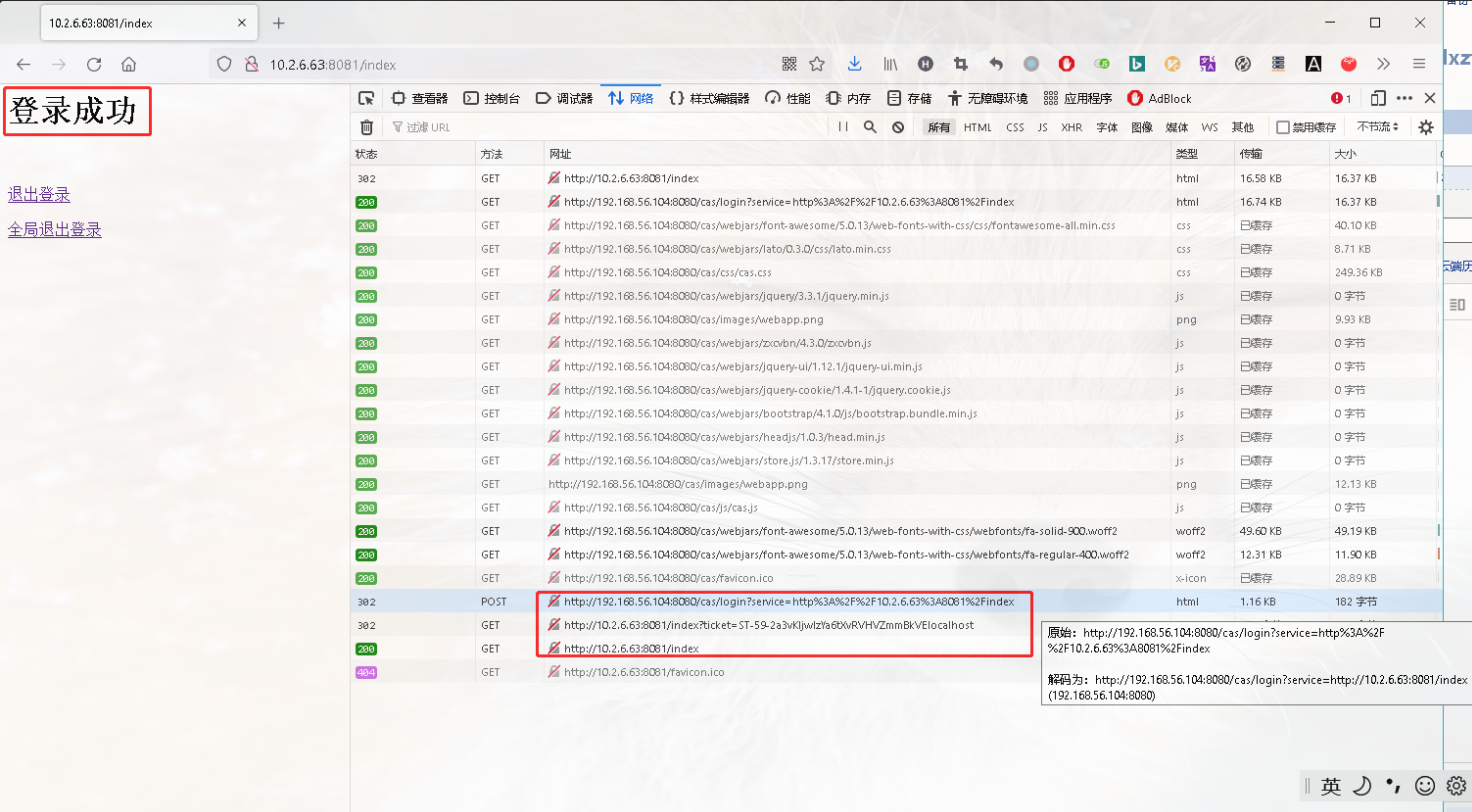 10.2.6.63:8081/index
10.2.6.63:8081/index
登录成功
退出登录
全局退出登录
查看器 控制台 调试器 网络 样式编辑器 性能 内存 存储 无障碍环境 应用程序 AdBlock 1
过滤 URL 所有 HTML CSS JS XHR 字体 图像 媒体 WS 其他 禁用缓存 不节流
状态 方法 网址 类型 传输 大小
302 GET http://10.2.6.63:8081/index html 16.58 KB 16.37 KB
200 GET http://192.168.56.104:8080/cas/login?service=http%3A%2F%2F10.2.6.63%3A8081%2Findex html 16.74 KB 16.37 KB
200 GET http://192.168.56.104:8080/cas/webjars/font-awesome/5.0.13/web-fonts-with-css/css/fontawesome-all.min.css css 已缓存 40.10 KB
200 GET http://192.168.56.104:8080/cas/webjars/lato/0.3.0/css/lato.min.css css 已缓存 8.71 KB
200 GET http://192.168.56.104:8080/cas/css/cas.css css 已缓存 249.36 KB
200 GET http://192.168.56.104:8080/cas/webjars/jquery/3.3.1/jquery.min.js js 已缓存 0 字节
200 GET http://192.168.56.104:8080/cas/images/webapp.png png 已缓存 9.93 KB
200 GET http://192.168.56.104:8080/cas/webjars/zxcvbn/4.3.0/zxcvbn.js js 已缓存 0 字节
200 GET http://192.168.56.104:8080/cas/webjars/jquery-ui/1.12.1/jquery-ui.min.js js 已缓存 0 字节
200 GET http://192.168.56.104:8080/cas/webjars/jquery-cookie/1.4.1-1/jquery.cookie.js js 已缓存 0 字节
200 GET http://192.168.56.104:8080/cas/webjars/bootstrap/4.1.0/js/bootstrap.bundle.min.js js 已缓存 0 字节
200 GET http://192.168.56.104:8080/cas/webjars/headjs/1.0.3/head.min.js js 已缓存 0 字节
200 GET http://192.168.56.104:8080/cas/webjars/store.js/1.3.17/store.min.js js 已缓存 0 字节
200 GET http://192.168.56.104:8080/cas/images/webapp.png png 已缓存 12.13 KB
200 GET http://192.168.56.104:8080/cas/js/cas.js js 已缓存 0 字节
200 GET http://192.168.56.104:8080/cas/webjars/font-awesome/5.0.13/web-fonts-with-css/webfonts/fa-solid-900.woff2 woff2 49.60 KB 49.19 KB
200 GET http://192.168.56.104:8080/cas/webjars/font-awesome/5.0.13/web-fonts-with-css/webfonts/fa-regular-400.woff2 woff2 12.31 KB 11.90 KB
200 GET http://192.168.56.104:8080/cas/favicon.ico x-icon 已缓存 28.89 KB
302 POST http://192.168.56.104:8080/cas/login?service=http%3A%2F%2F10.2.6.63%3A8081%2Findex html 1.16 KB 182 字节
302 GET http://10.2.6.63:8081/index?ticket=ST-59-2a3vKIjwIzYa6tXvRVHVZmmBkVElocalhost
200 GET http://10.2.6.63:8081/index
404 GET http://10.2.6.63:8081/favicon.ico
原始：http://192.168.56.104:8080/cas/login?service=http%3A%2F
%2F10.2.6.63%3A8081%2Findex
解码为：http://192.168.56.104:8080/cas/login?service=http://10.2.6.63:8081/index
(192.168.56.104:8080)
英